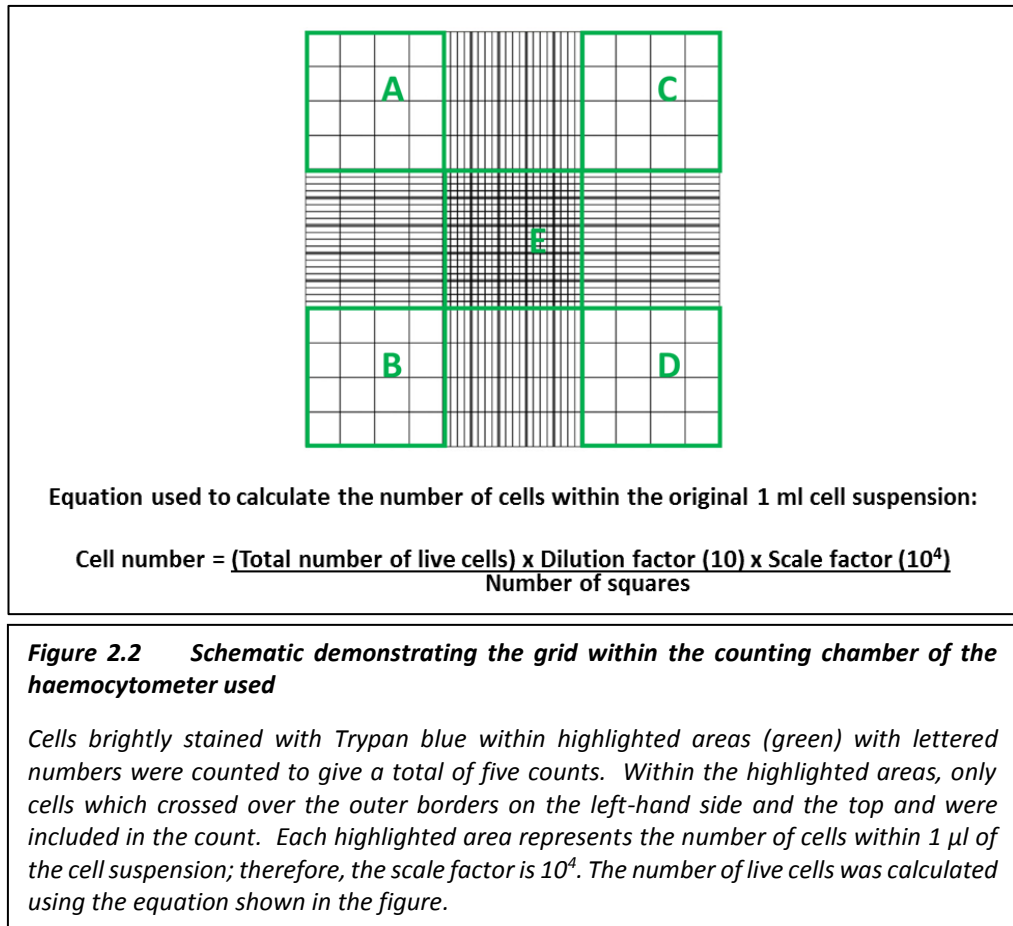 A
C
E
B
D
Equation used to calculate the number of cells within the original 1 ml cell suspension:
Cell number = (Total number of live cells) x Dilution factor (10) x Scale factor (10⁴)
Number of squares
Figure 2.2 Schematic demonstrating the grid within the counting chamber of the
haemocytometer used
Cells brightly stained with Trypan blue within highlighted areas (green) with lettered
numbers were counted to give a total of five counts. Within the highlighted areas, only
cells which crossed over the outer borders on the left-hand side and the top and were
included in the count. Each highlighted area represents the number of cells within 1 µl of
the cell suspension; therefore, the scale factor is 10⁴. The number of live cells was calculated
using the equation shown in the figure.